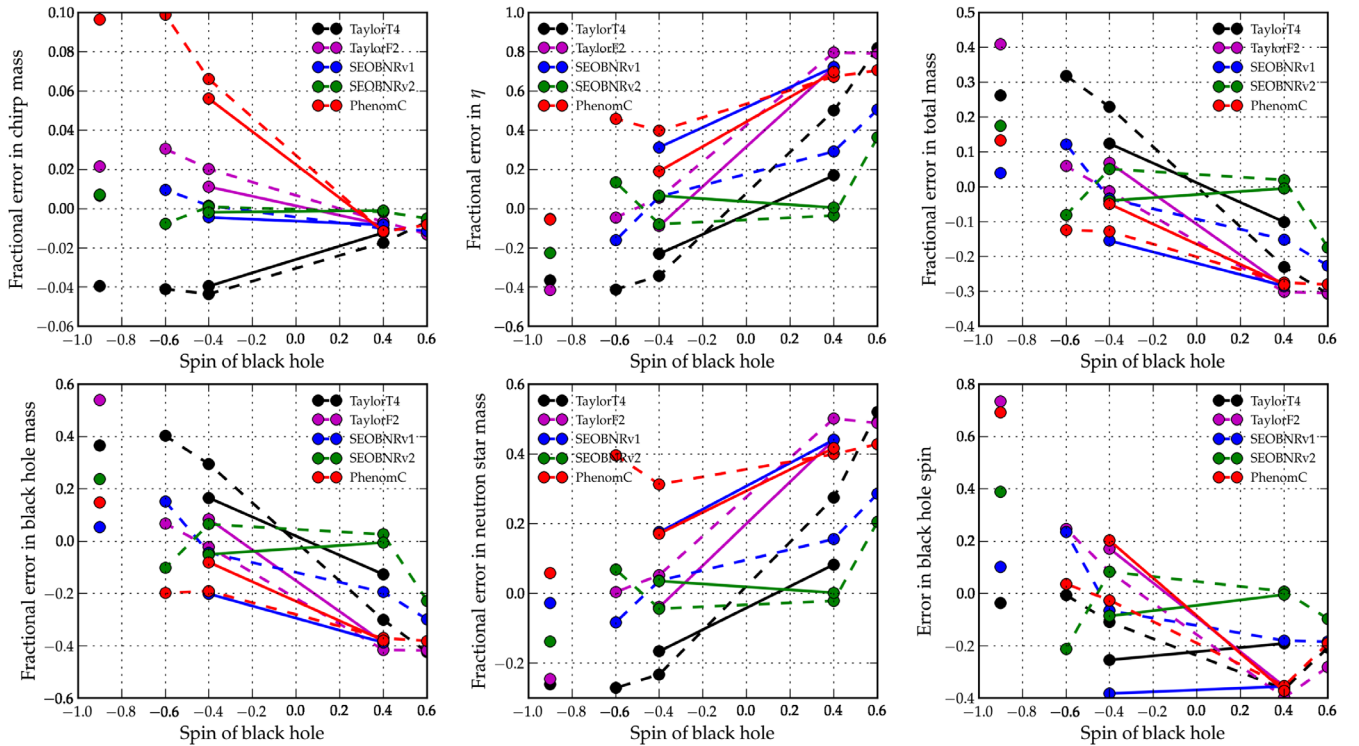 0.10
0.08
0.06
0.04
0.02
0.00
−0.02
−0.04
−0.06
Fractional error in chirp mass
−1.0 −0.8 −0.6 −0.4 −0.2 0.0 0.2 0.4 0.6
Spin of black hole
TaylorT4
TaylorF2
SEOBNRv1
SEOBNRv2
PhenomC
1.0
0.8
0.6
0.4
0.2
0.0
−0.2
−0.4
−0.6
Fractional error in η
−1.0 −0.8 −0.6 −0.4 −0.2 0.0 0.2 0.4 0.6
Spin of black hole
TaylorT4
TaylorF2
SEOBNRv1
SEOBNRv2
PhenomC
0.5
0.4
0.3
0.2
0.1
0.0
−0.1
−0.2
−0.3
−0.4
Fractional error in total mass
−1.0 −0.8 −0.6 −0.4 −0.2 0.0 0.2 0.4 0.6
Spin of black hole
TaylorT4
TaylorF2
SEOBNRv1
SEOBNRv2
PhenomC
0.6
0.4
0.2
0.0
−0.2
−0.4
−0.6
Fractional error in black hole mass
−1.0 −0.8 −0.6 −0.4 −0.2 0.0 0.2 0.4 0.6
Spin of black hole
TaylorT4
TaylorF2
SEOBNRv1
SEOBNRv2
PhenomC
0.6
0.4
0.2
0.0
−0.2
Fractional error in neutron star mass
−1.0 −0.8 −0.6 −0.4 −0.2 0.0 0.2 0.4 0.6
Spin of black hole
TaylorT4
TaylorF2
SEOBNRv1
SEOBNRv2
PhenomC
0.8
0.6
0.4
0.2
0.0
−0.2
−0.4
Error in black hole spin
−1.0 −0.8 −0.6 −0.4 −0.2 0.0 0.2 0.4 0.6
Spin of black hole
TaylorT4
TaylorF2
SEOBNRv1
SEOBNRv2
PhenomC